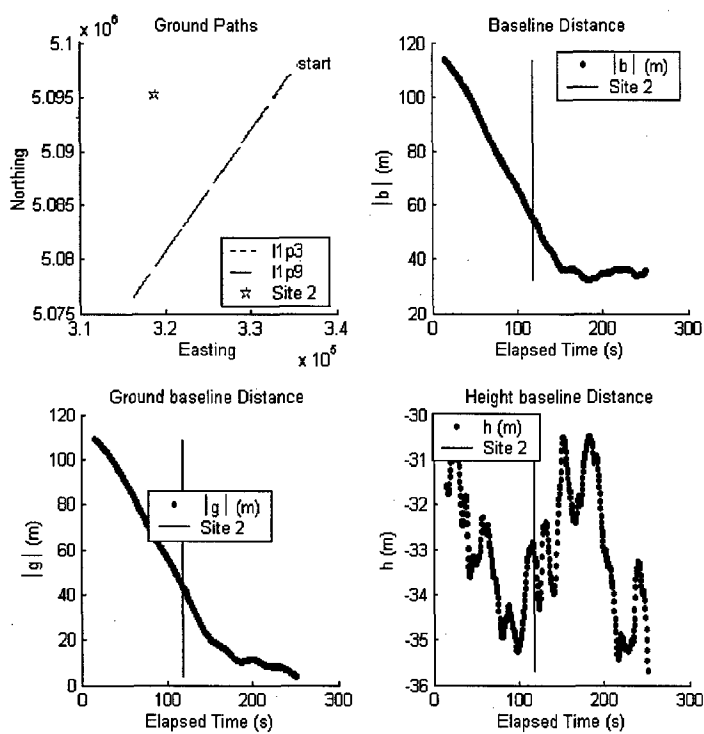 Ground Paths
x 10⁶
5.1
5.095
5.09
5.085
5.08
5.075
Northing
start
l1p3
l1p9
Site 2
3.1
3.2
3.3
3.4
Easting
x 10⁵
Baseline Distance
120
100
80
60
40
20
|b| (m)
|b| (m)
Site 2
0
100
200
300
Elapsed Time (s)
Ground baseline Distance
120
100
80
60
40
20
0
|g| (m)
|g| (m)
Site 2
0
100
200
300
Elapsed Time (s)
Height baseline Distance
-30
-31
-32
-33
-34
-35
-36
h (m)
h (m)
Site 2
0
100
200
300
Elapsed Time (s)